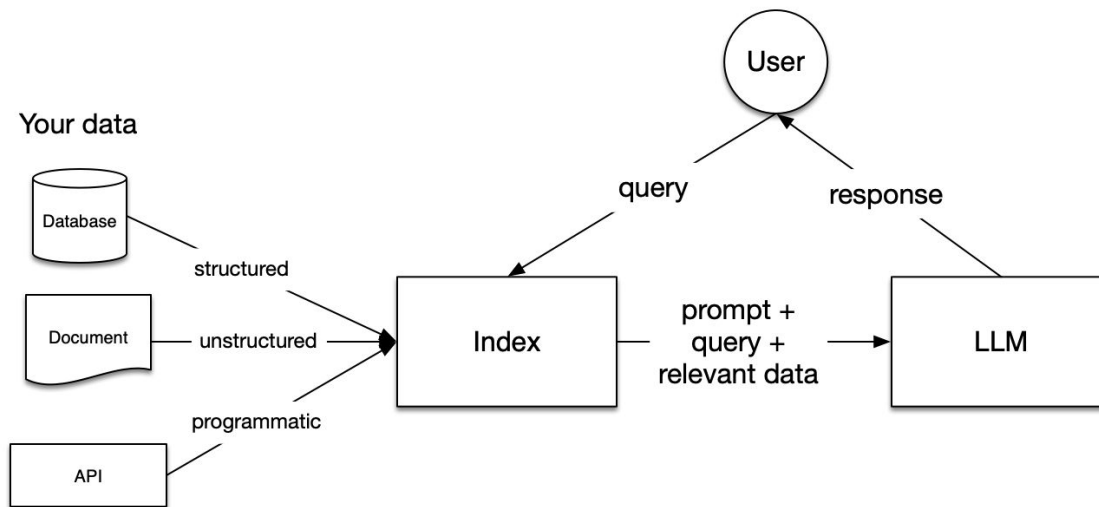 User
Your data
Database
query
response
structured
Document
unstructured
Index
prompt +
query +
relevant data
LLM
programmatic
API